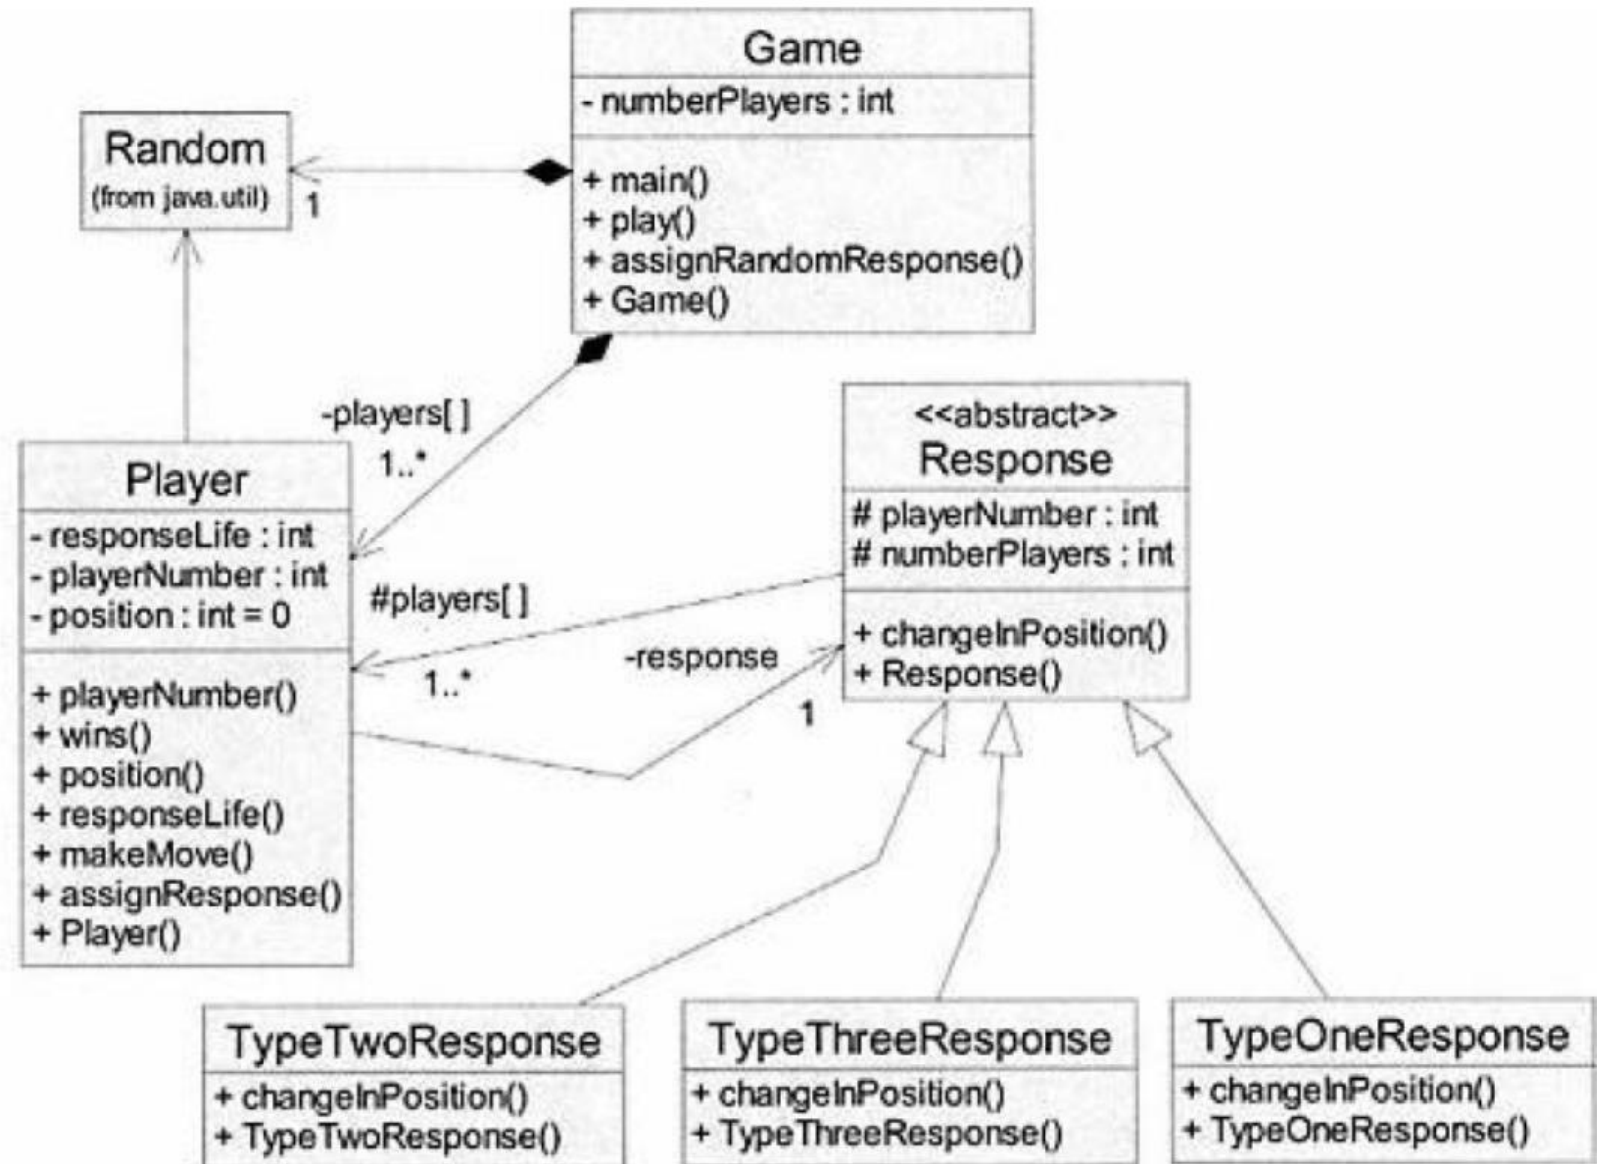 Game
- numberPlayers : int
+ main()
+ play()
+ assignRandomResponse()
+ Game()
Random
(from java.util)
1
-players[ ]
1..*
Player
- responseLife : int
- playerNumber : int
- position : int = 0
+ playerNumber()
+ wins()
+ position()
+ responseLife()
+ makeMove()
+ assignResponse()
+ Player()
#players[ ]
1..*
-response
1
<<abstract>>
Response
# playerNumber : int
# numberPlayers : int
+ changeInPosition()
+ Response()
TypeTwoResponse
+ changeInPosition()
+ TypeTwoResponse()
TypeThreeResponse
+ changeInPosition()
+ TypeThreeResponse()
TypeOneResponse
+ changeInPosition()
+ TypeOneResponse()